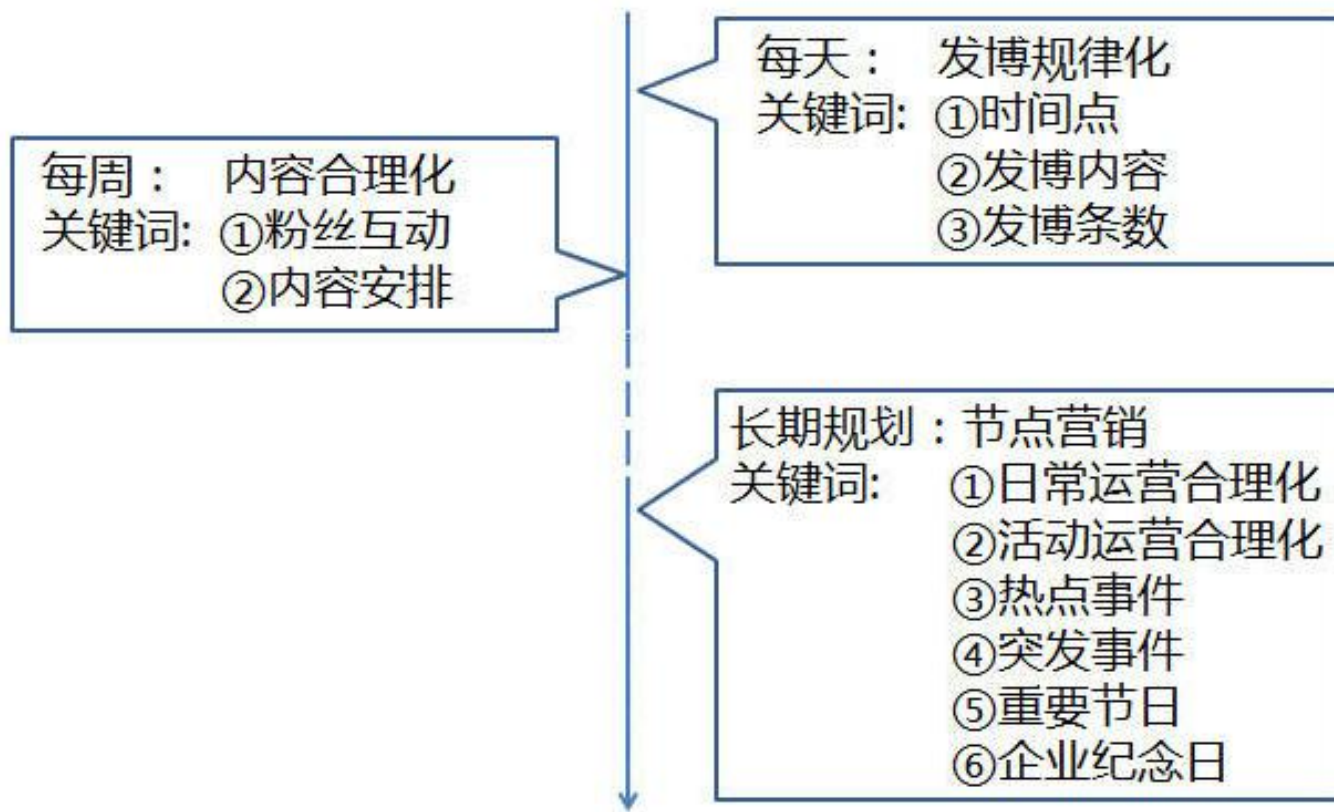 每天： 发博规律化
关键词: ①时间点
②发博内容
③发博条数
每周： 内容合理化
关键词: ①粉丝互动
②内容安排
长期规划：节点营销
关键词: ①日常运营合理化
②活动运营合理化
③热点事件
④突发事件
⑤重要节日
⑥企业纪念日